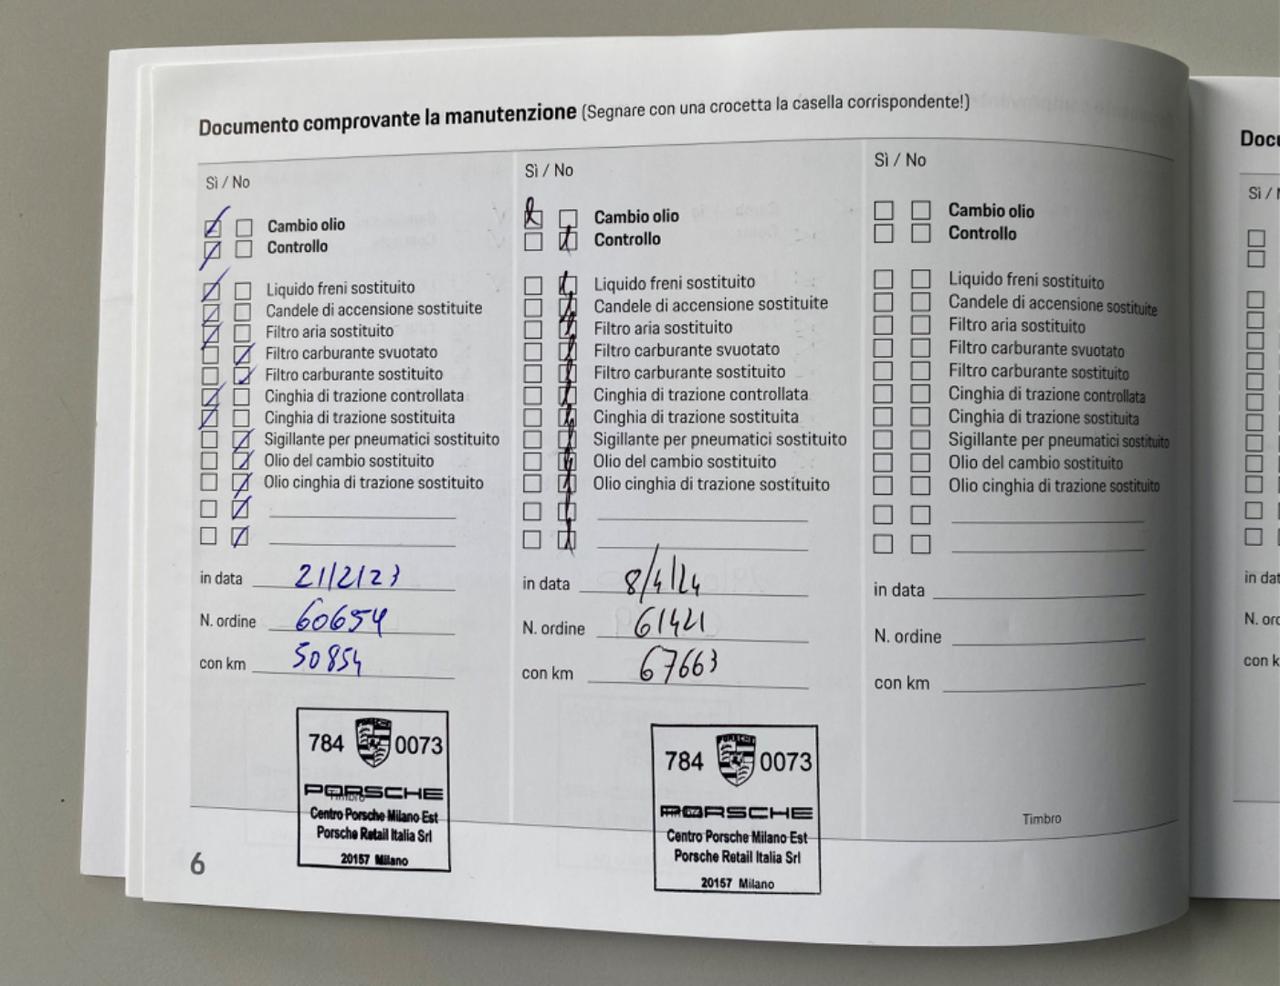 Documento comprovante la manutenzione (Segnare con una crocetta la casella corrispondente!)
Sì / No
Cambio olio
Controllo
Liquido freni sostituito
Candele di accensione sostituite
Filtro aria sostituito
Filtro carburante svuotato
Filtro carburante sostituito
Cinghia di trazione controllata
Cinghia di trazione sostituita
Sigillante per pneumatici sostituito
Olio del cambio sostituito
Olio cinghia di trazione sostituito
in data 21/2/23
N. ordine 60654
con km 50854
784 0073
PORSCHE
Centro Porsche Milano Est
Porsche Retail Italia Srl
20157 Milano
Sì / No
Cambio olio
Controllo
Liquido freni sostituito
Candele di accensione sostituite
Filtro aria sostituito
Filtro carburante svuotato
Filtro carburante sostituito
Cinghia di trazione controllata
Cinghia di trazione sostituita
Sigillante per pneumatici sostituito
Olio del cambio sostituito
Olio cinghia di trazione sostituito
in data 8/4/24
N. ordine 61421
con km 67663
784 0073
PORSCHE
Centro Porsche Milano Est
Porsche Retail Italia Srl
20157 Milano
Sì / No
Cambio olio
Controllo
Liquido freni sostituito
Candele di accensione sostituite
Filtro aria sostituito
Filtro carburante svuotato
Filtro carburante sostituito
Cinghia di trazione controllata
Cinghia di trazione sostituita
Sigillante per pneumatici sostituito
Olio del cambio sostituito
Olio cinghia di trazione sostituito
in data
N. ordine
con km
Timbro
6
Sì /
N.
con